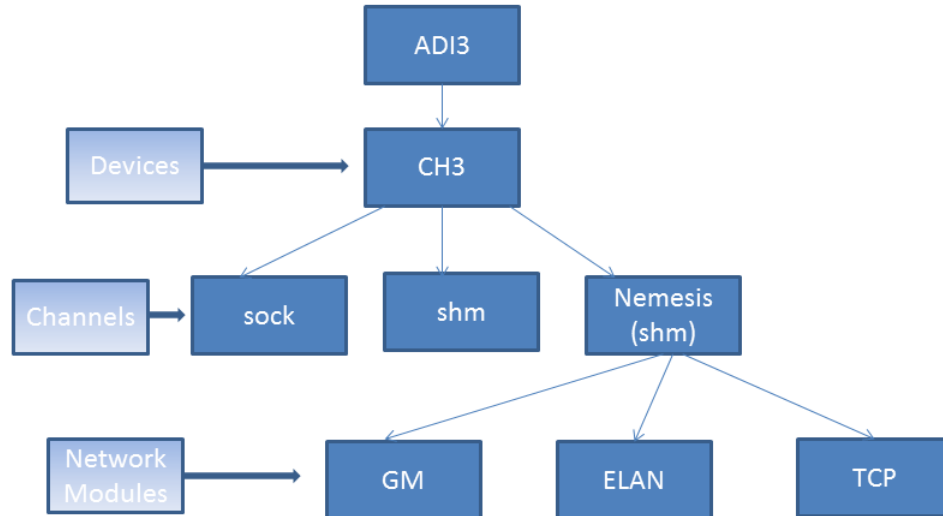 ADI3
Devices
CH3
Channels
sock
shm
Nemesis
(shm)
Network
Modules
GM
ELAN
TCP